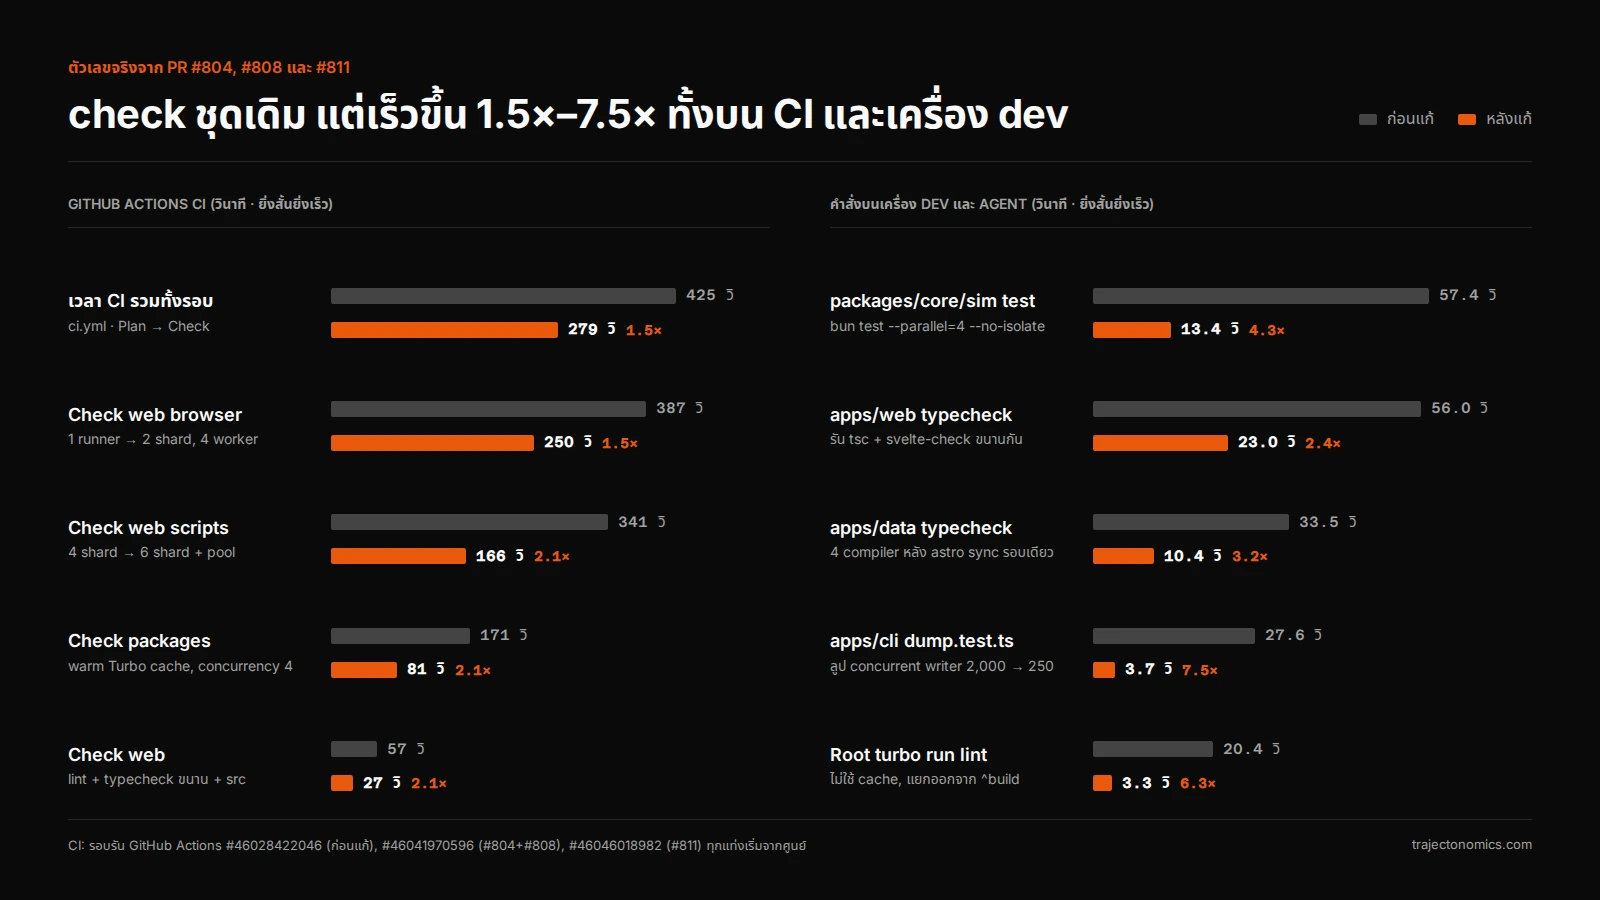 ตัวเลขจริงจาก PR #804, #808 และ #811
check ชุดเดิม แต่เร็วขึ้น 1.5×–7.5× ทั้งบน CI และเครื่อง dev
ก่อนแก้
หลังแก้
GITHUB ACTIONS CI (วินาที · ยิ่งสั้นยิ่งเร็ว)
เวลา CI รวมทั้งรอบ
ci.yml · Plan → Check
425 วิ
279 วิ 1.5×
Check web browser
1 runner → 2 shard, 4 worker
387 วิ
250 วิ 1.5×
Check web scripts
4 shard → 6 shard + pool
341 วิ
166 วิ 2.1×
Check packages
warm Turbo cache, concurrency 4
171 วิ
81 วิ 2.1×
Check web
lint + typecheck ขนาน + src
57 วิ
27 วิ 2.1×
คำสั่งบนเครื่อง DEV และ AGENT (วินาที · ยิ่งสั้นยิ่งเร็ว)
packages/core/sim test
bun test --parallel=4 --no-isolate
57.4 วิ
13.4 วิ 4.3×
apps/web typecheck
รัน tsc + svelte-check ขนานกัน
56.0 วิ
23.0 วิ 2.4×
apps/data typecheck
4 compiler หลัง astro sync รอบเดียว
33.5 วิ
10.4 วิ 3.2×
apps/cli dump.test.ts
ลูป concurrent writer 2,000 → 250
27.6 วิ
3.7 วิ 7.5×
Root turbo run lint
ไม่ใช้ cache, แยกออกจาก ^build
20.4 วิ
3.3 วิ 6.3×
CI: รอบรัน GitHub Actions #46028422046 (ก่อนแก้), #46041970596 (#804+#808), #46046018982 (#811) ทุกแท่งเริ่มจากศูนย์
trajectonomics.com